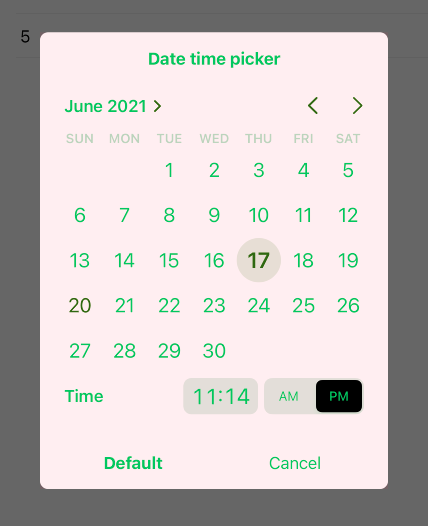 5
Date time picker
June 2021
SUN MON TUE WED THU FRI SAT
1 2 3 4 5
6 7 8 9 10 11 12
13 14 15 16 17 18 19
20 21 22 23 24 25 26
27 28 29 30
Time 11:14 AM PM
Default Cancel